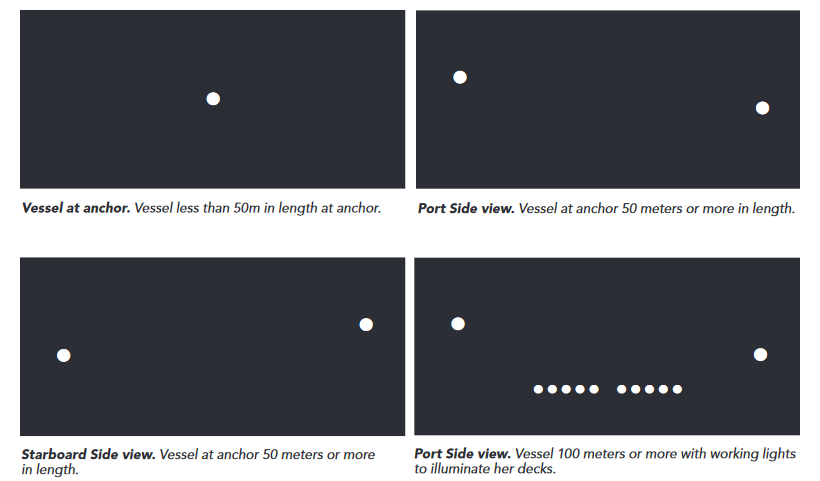 Vessel at anchor. Vessel less than 50m in length at anchor.
Port Side view. Vessel at anchor 50 meters or more in length.
Starboard Side view. Vessel at anchor 50 meters or more
in length.
Port Side view. Vessel 100 meters or more with working lights
to illuminate her decks.